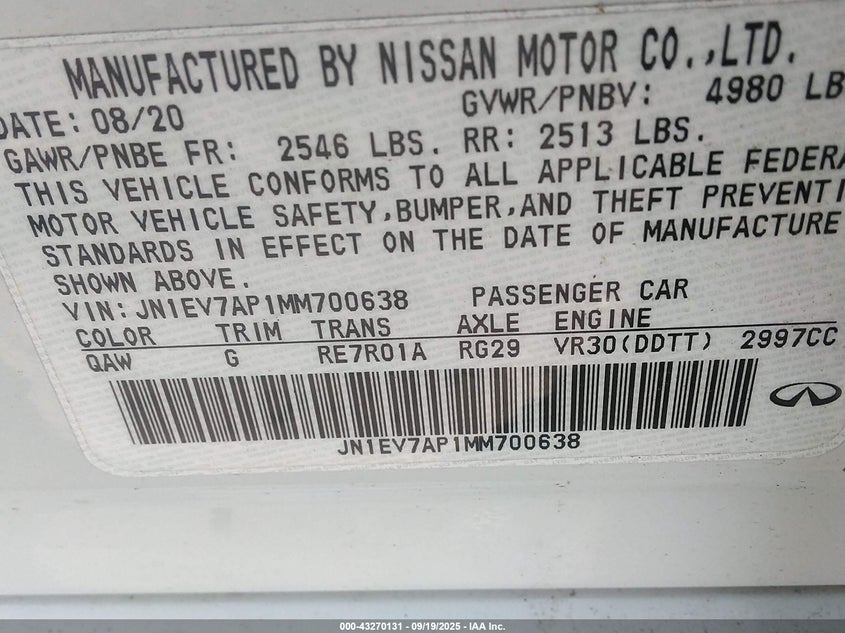 MANUFACTURED BY NISSAN MOTOR CO.,LTD.
DATE: 08/20 GVWR/PNBV: 4980 LB
GAWR/PNBE FR: 2546 LBS. RR: 2513 LBS.
THIS VEHICLE CONFORMS TO ALL APPLICABLE FEDERA
MOTOR VEHICLE SAFETY,BUMPER,AND THEFT PREVENTI
STANDARDS IN EFFECT ON THE DATE OF MANUFACTURE
SHOWN ABOVE.
VIN: JN1EV7AP1MM700638 PASSENGER CAR
COLOR TRIM TRANS AXLE ENGINE
QAW G RE7R01A RG29 VR30(DDTT) 2997CC
JN1EV7AP1MM700638
000-43270131 - 09/19/2025 - IAA Inc.